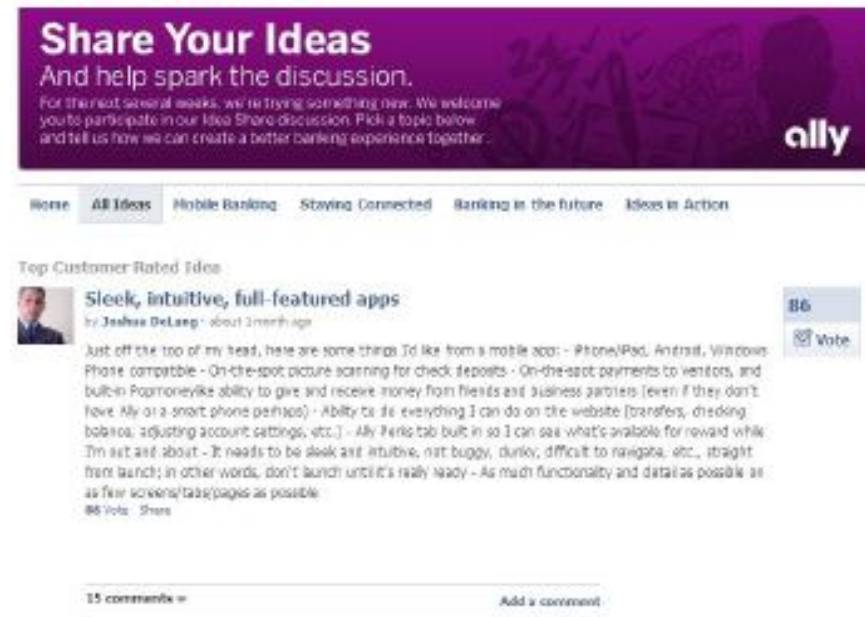 Share Your Ideas
And help spark the discussion.
For the next several weeks, we're trying something new. We welcome
you to participate in our Idea Share discussion. Pick a topic below
and tell us how we can create a better banking experience together.
ally
Home All Ideas Mobile Banking Staying Connected Banking in the future Ideas in Action
Top Customer Rated Idea
Sleek, intuitive, full-featured apps
by Joshua DeLang · about 1 month ago
86
Vote
Just off the top of my head, here are some things I'd like from a mobile app: - iPhone/iPad, Android, Windows
Phone compatible - On-the-spot picture scanning for check deposits - On-the-spot payments to vendors, and
built-in Popmoneylike ability to give and receive money from friends and business partners (even if they don't
have Ally or a smart phone perhaps) - Ability to do everything I can do on the website (transfers, checking
balance, adjusting account settings, etc.) - Ally Perks tab built in so I can see what's available for reward while
I'm out and about - It needs to be sleek and intuitive, not buggy, clunky, difficult to navigate, etc., straight
from launch; in other words, don't launch until it's really ready - As much functionality and detail as possible on
as few screens/tabs/pages as possible
86 Vote Share
15 comments »
Add a comment